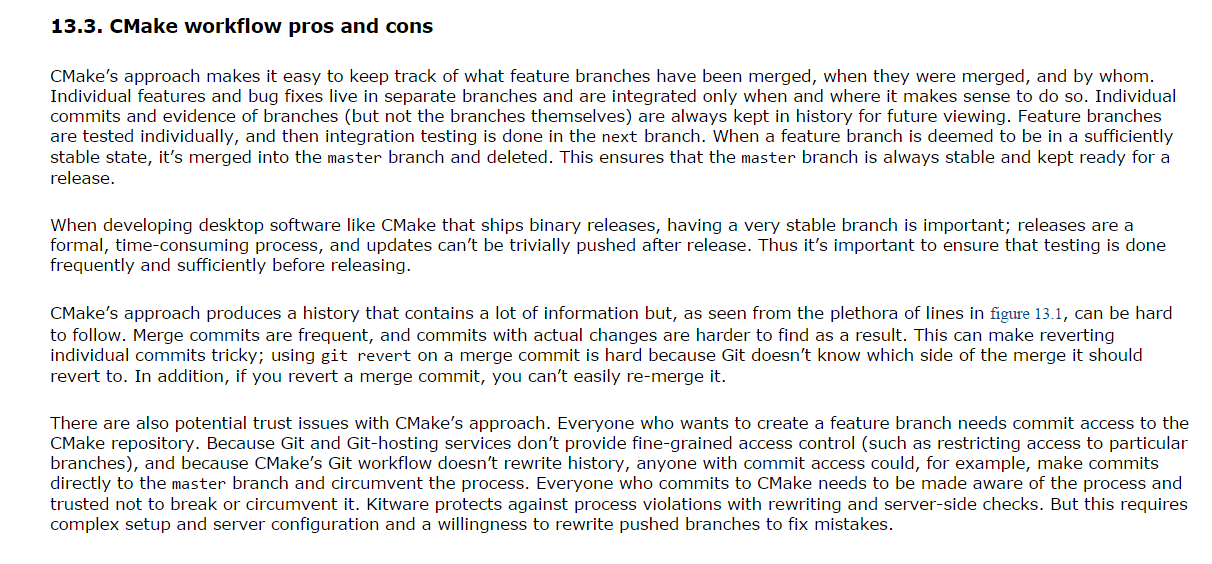 13.3. CMake workflow pros and cons
CMake’s approach makes it easy to keep track of what feature branches have been merged, when they were merged, and by whom.
Individual features and bug fixes live in separate branches and are integrated only when and where it makes sense to do so. Individual
commits and evidence of branches (but not the branches themselves) are always kept in history for future viewing. Feature branches
are tested individually, and then integration testing is done in the next branch. When a feature branch is deemed to be in a sufficiently
stable state, it’s merged into the master branch and deleted. This ensures that the master branch is always stable and kept ready for a
release.
When developing desktop software like CMake that ships binary releases, having a very stable branch is important; releases are a
formal, time-consuming process, and updates can’t be trivially pushed after release. Thus it’s important to ensure that testing is done
frequently and sufficiently before releasing.
CMake’s approach produces a history that contains a lot of information but, as seen from the plethora of lines in figure 13.1, can be hard
to follow. Merge commits are frequent, and commits with actual changes are harder to find as a result. This can make reverting
individual commits tricky; using git revert on a merge commit is hard because Git doesn’t know which side of the merge it should
revert to. In addition, if you revert a merge commit, you can’t easily re-merge it.
There are also potential trust issues with CMake’s approach. Everyone who wants to create a feature branch needs commit access to the
CMake repository. Because Git and Git-hosting services don’t provide fine-grained access control (such as restricting access to particular
branches), and because CMake’s Git workflow doesn’t rewrite history, anyone with commit access could, for example, make commits
directly to the master branch and circumvent the process. Everyone who commits to CMake needs to be made aware of the process and
trusted not to break or circumvent it. Kitware protects against process violations with rewriting and server-side checks. But this requires
complex setup and server configuration and a willingness to rewrite pushed branches to fix mistakes.